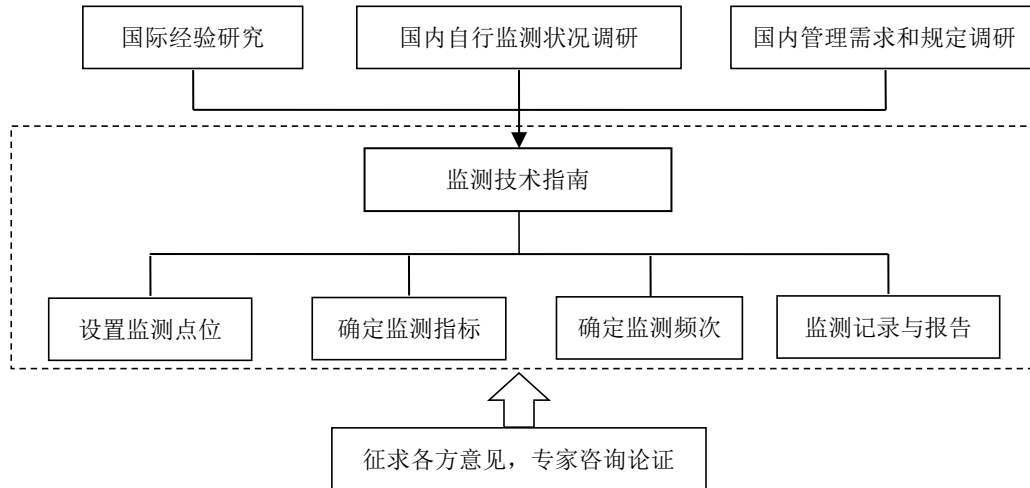 国际经验研究
国内自行监测状况调研
国内管理需求和规定调研
监测技术指南
设置监测点位
确定监测指标
确定监测频次
监测记录与报告
征求各方意见，专家咨询论证